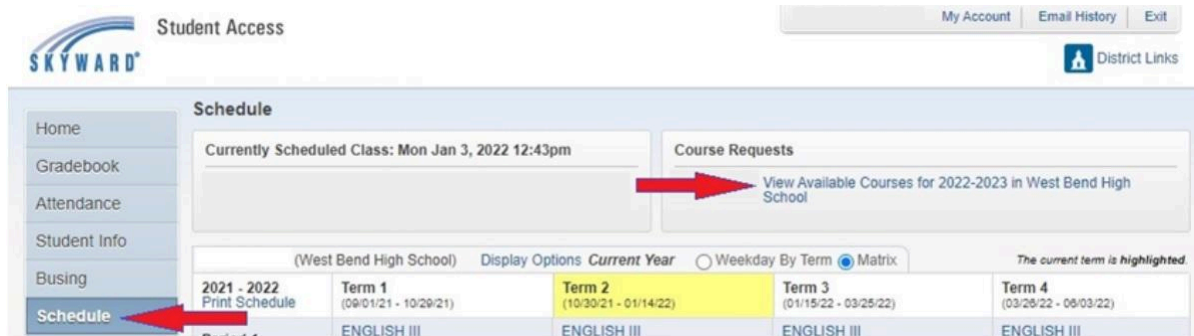 Student Access
My Account Email History Exit
SKYWARD®
District Links
Home
Gradebook
Attendance
Student Info
Busing
Schedule
Schedule
Currently Scheduled Class: Mon Jan 3, 2022 12:43pm
Course Requests
View Available Courses for 2022-2023 in West Bend High
School
(West Bend High School) Display Options Current Year Weekday By Term Matrix The current term is highlighted.
2021 - 2022 Term 1 Term 2 Term 3 Term 4
Print Schedule (09/01/21 - 10/29/21) (10/30/21 - 01/14/22) (01/15/22 - 03/25/22) (03/26/22 - 06/03/22)
ENGLISH III ENGLISH III ENGLISH III ENGLISH III